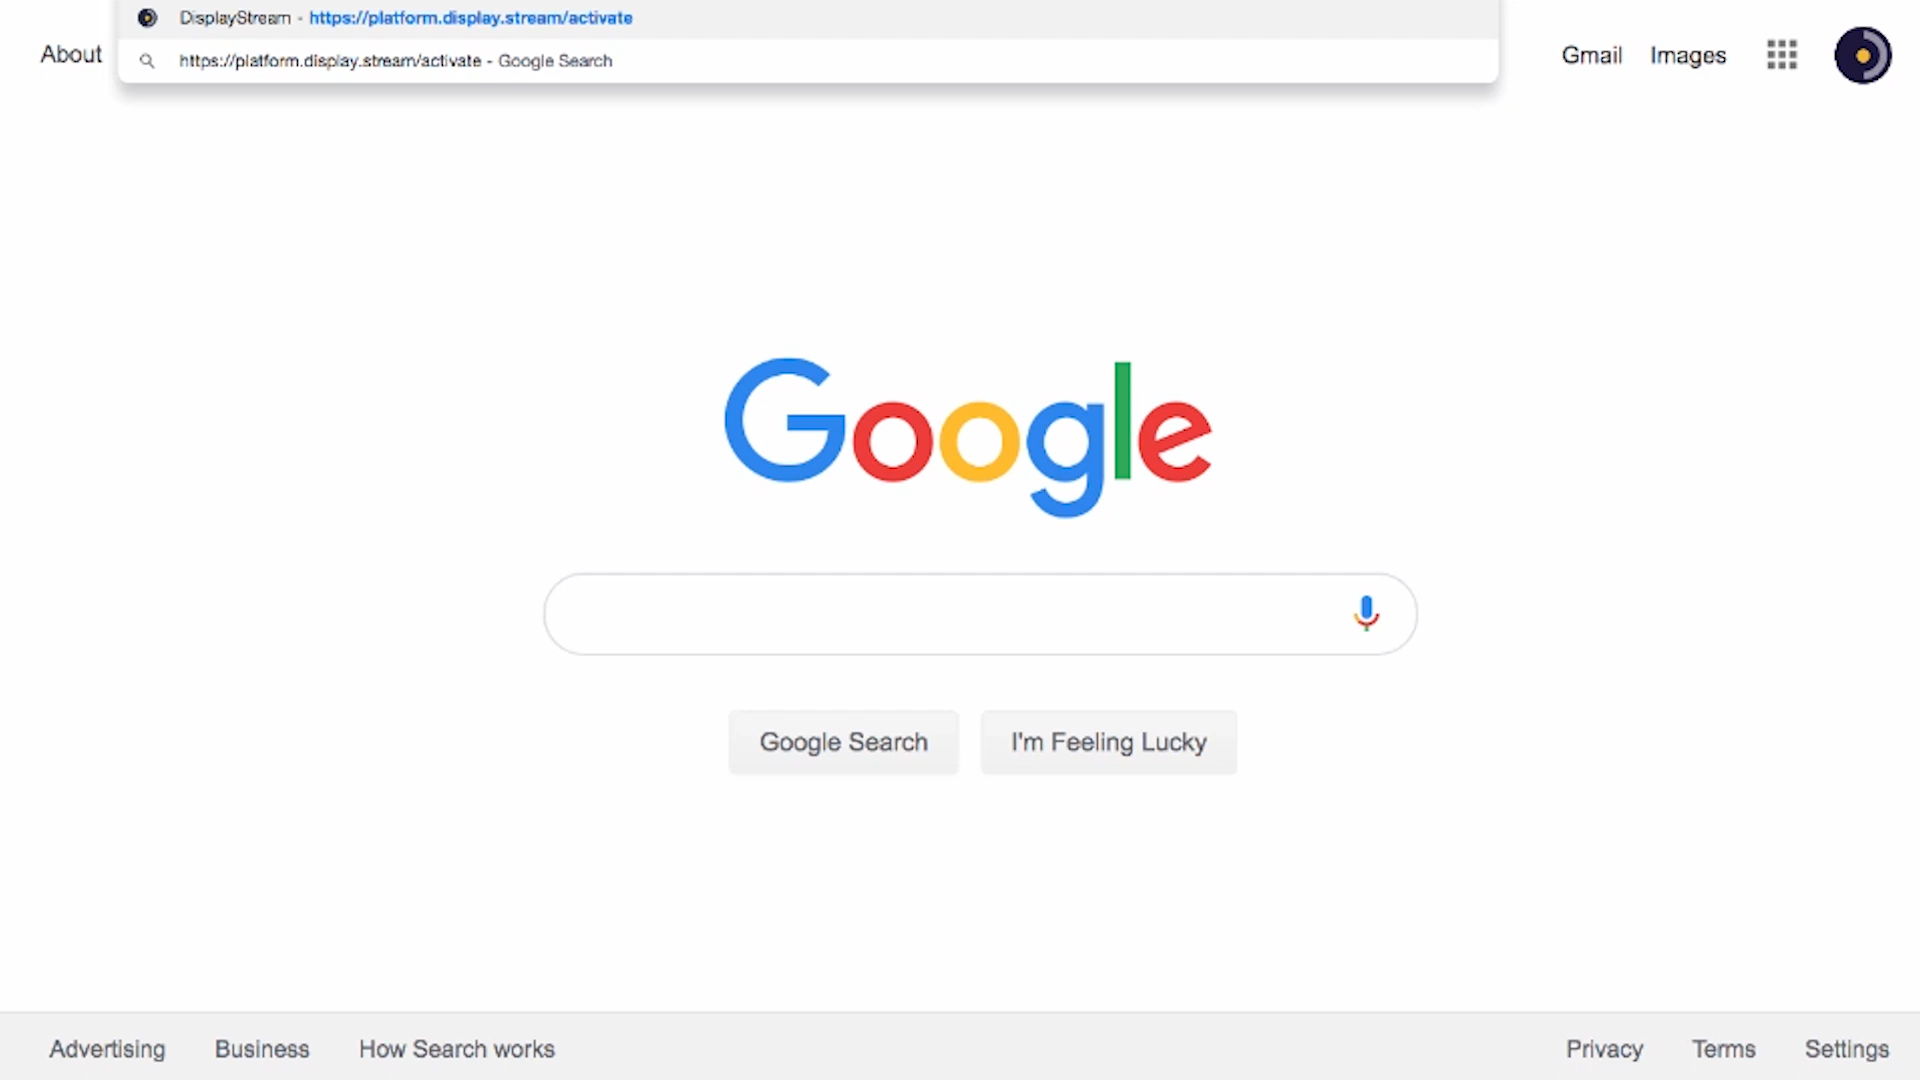 DisplayStream - https://platform.display.stream/activate
https://platform.display.stream/activate - Google Search
About
Gmail Images
Google
Google Search I'm Feeling Lucky
Advertising Business How Search works Privacy Terms Settings